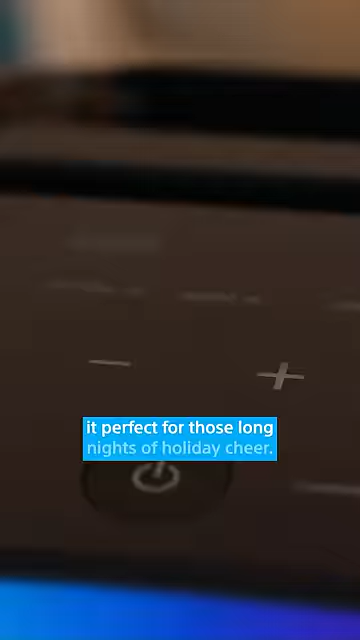 it perfect for those long
nights of holiday cheer.